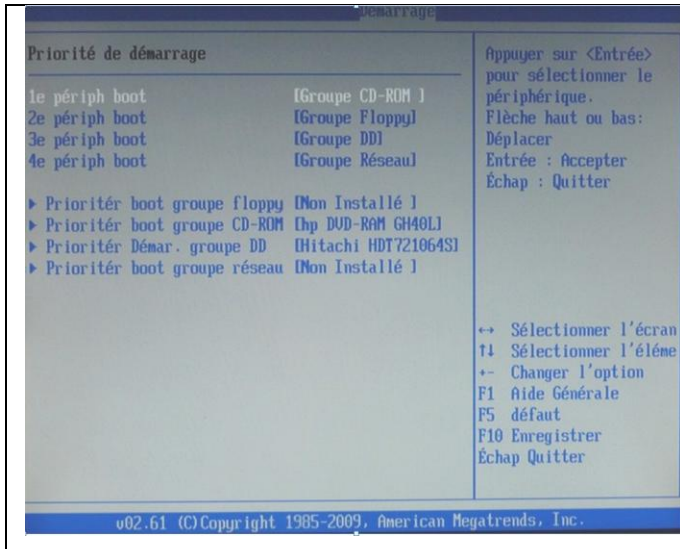 Démarrage
Priorité de démarrage
1e périph boot [Groupe CD-ROM ]
2e périph boot [Groupe Floppy]
3e périph boot [Groupe DD]
4e périph boot [Groupe Réseau]
▶ Prioritér boot groupe floppy [Non Installé ]
▶ Prioritér boot groupe CD-ROM [hp DVD-RAM GH40L]
▶ Prioritér Démar. groupe DD [Hitachi HDT721064S]
▶ Prioritér boot groupe réseau [Non Installé ]
Appuyer sur <Entrée>
pour sélectionner le
périphérique.
Flèche haut ou bas:
Déplacer
Entrée : Accepter
Échap : Quitter
↔ Sélectionner l'écran
↑↓ Sélectionner l'éléme
+- Changer l'option
F1 Aide Générale
F5 défaut
F10 Enregistrer
Échap Quitter
v02.61 (C)Copyright 1985-2009, American Megatrends, Inc.